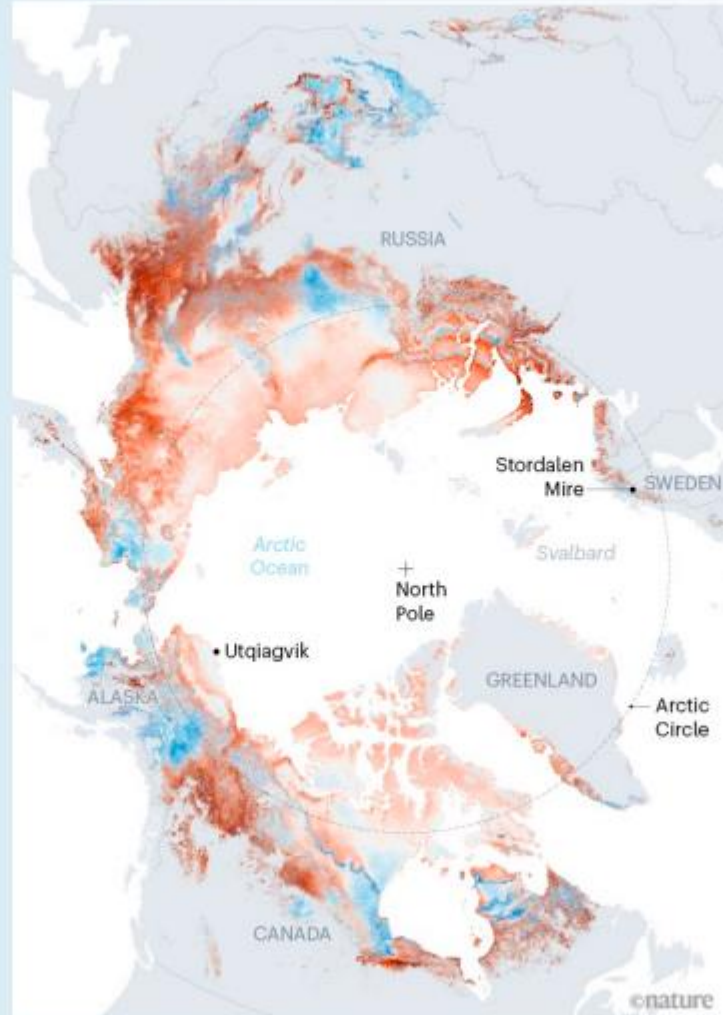 RUSSIA
Stordalen
Mire
SWEDEN
Arctic
Ocean
Svalbard
North
Pole
Utqiagvik
ALASKA
GREENLAND
Arctic
Circle
CANADA
©nature